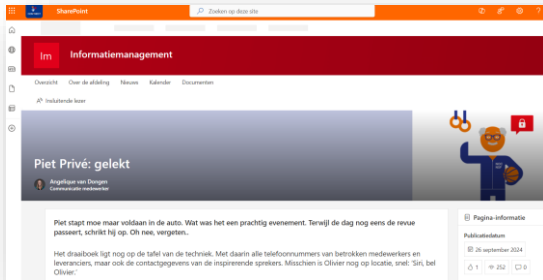 SharePoint
Zoeken op deze site
Im
Informatiemanagement
Overzicht Over de afdeling Nieuws Kalender Documenten
Insluitende lezer
Piet Privé: gelekt
Angelique van Dongen
Communicatie medewerker
Piet stapt moe maar voldaan in de auto. Wat was het een prachtig evenement. Terwijl de dag nog eens de revue
passeert, schrikt hij op. Oh nee, vergeten..
Het draaiboek ligt nog op de tafel van de techniek. Met daarin alle telefoonnummers van betrokken medewerkers en
leveranciers, maar ook de contactgegevens van de inspirerende sprekers. Misschien is Olivier nog op locatie, snel: 'Siri, bel
Olivier.'
Pagina-informatie
Publicatiedatum
26 september 2024
1 252 0